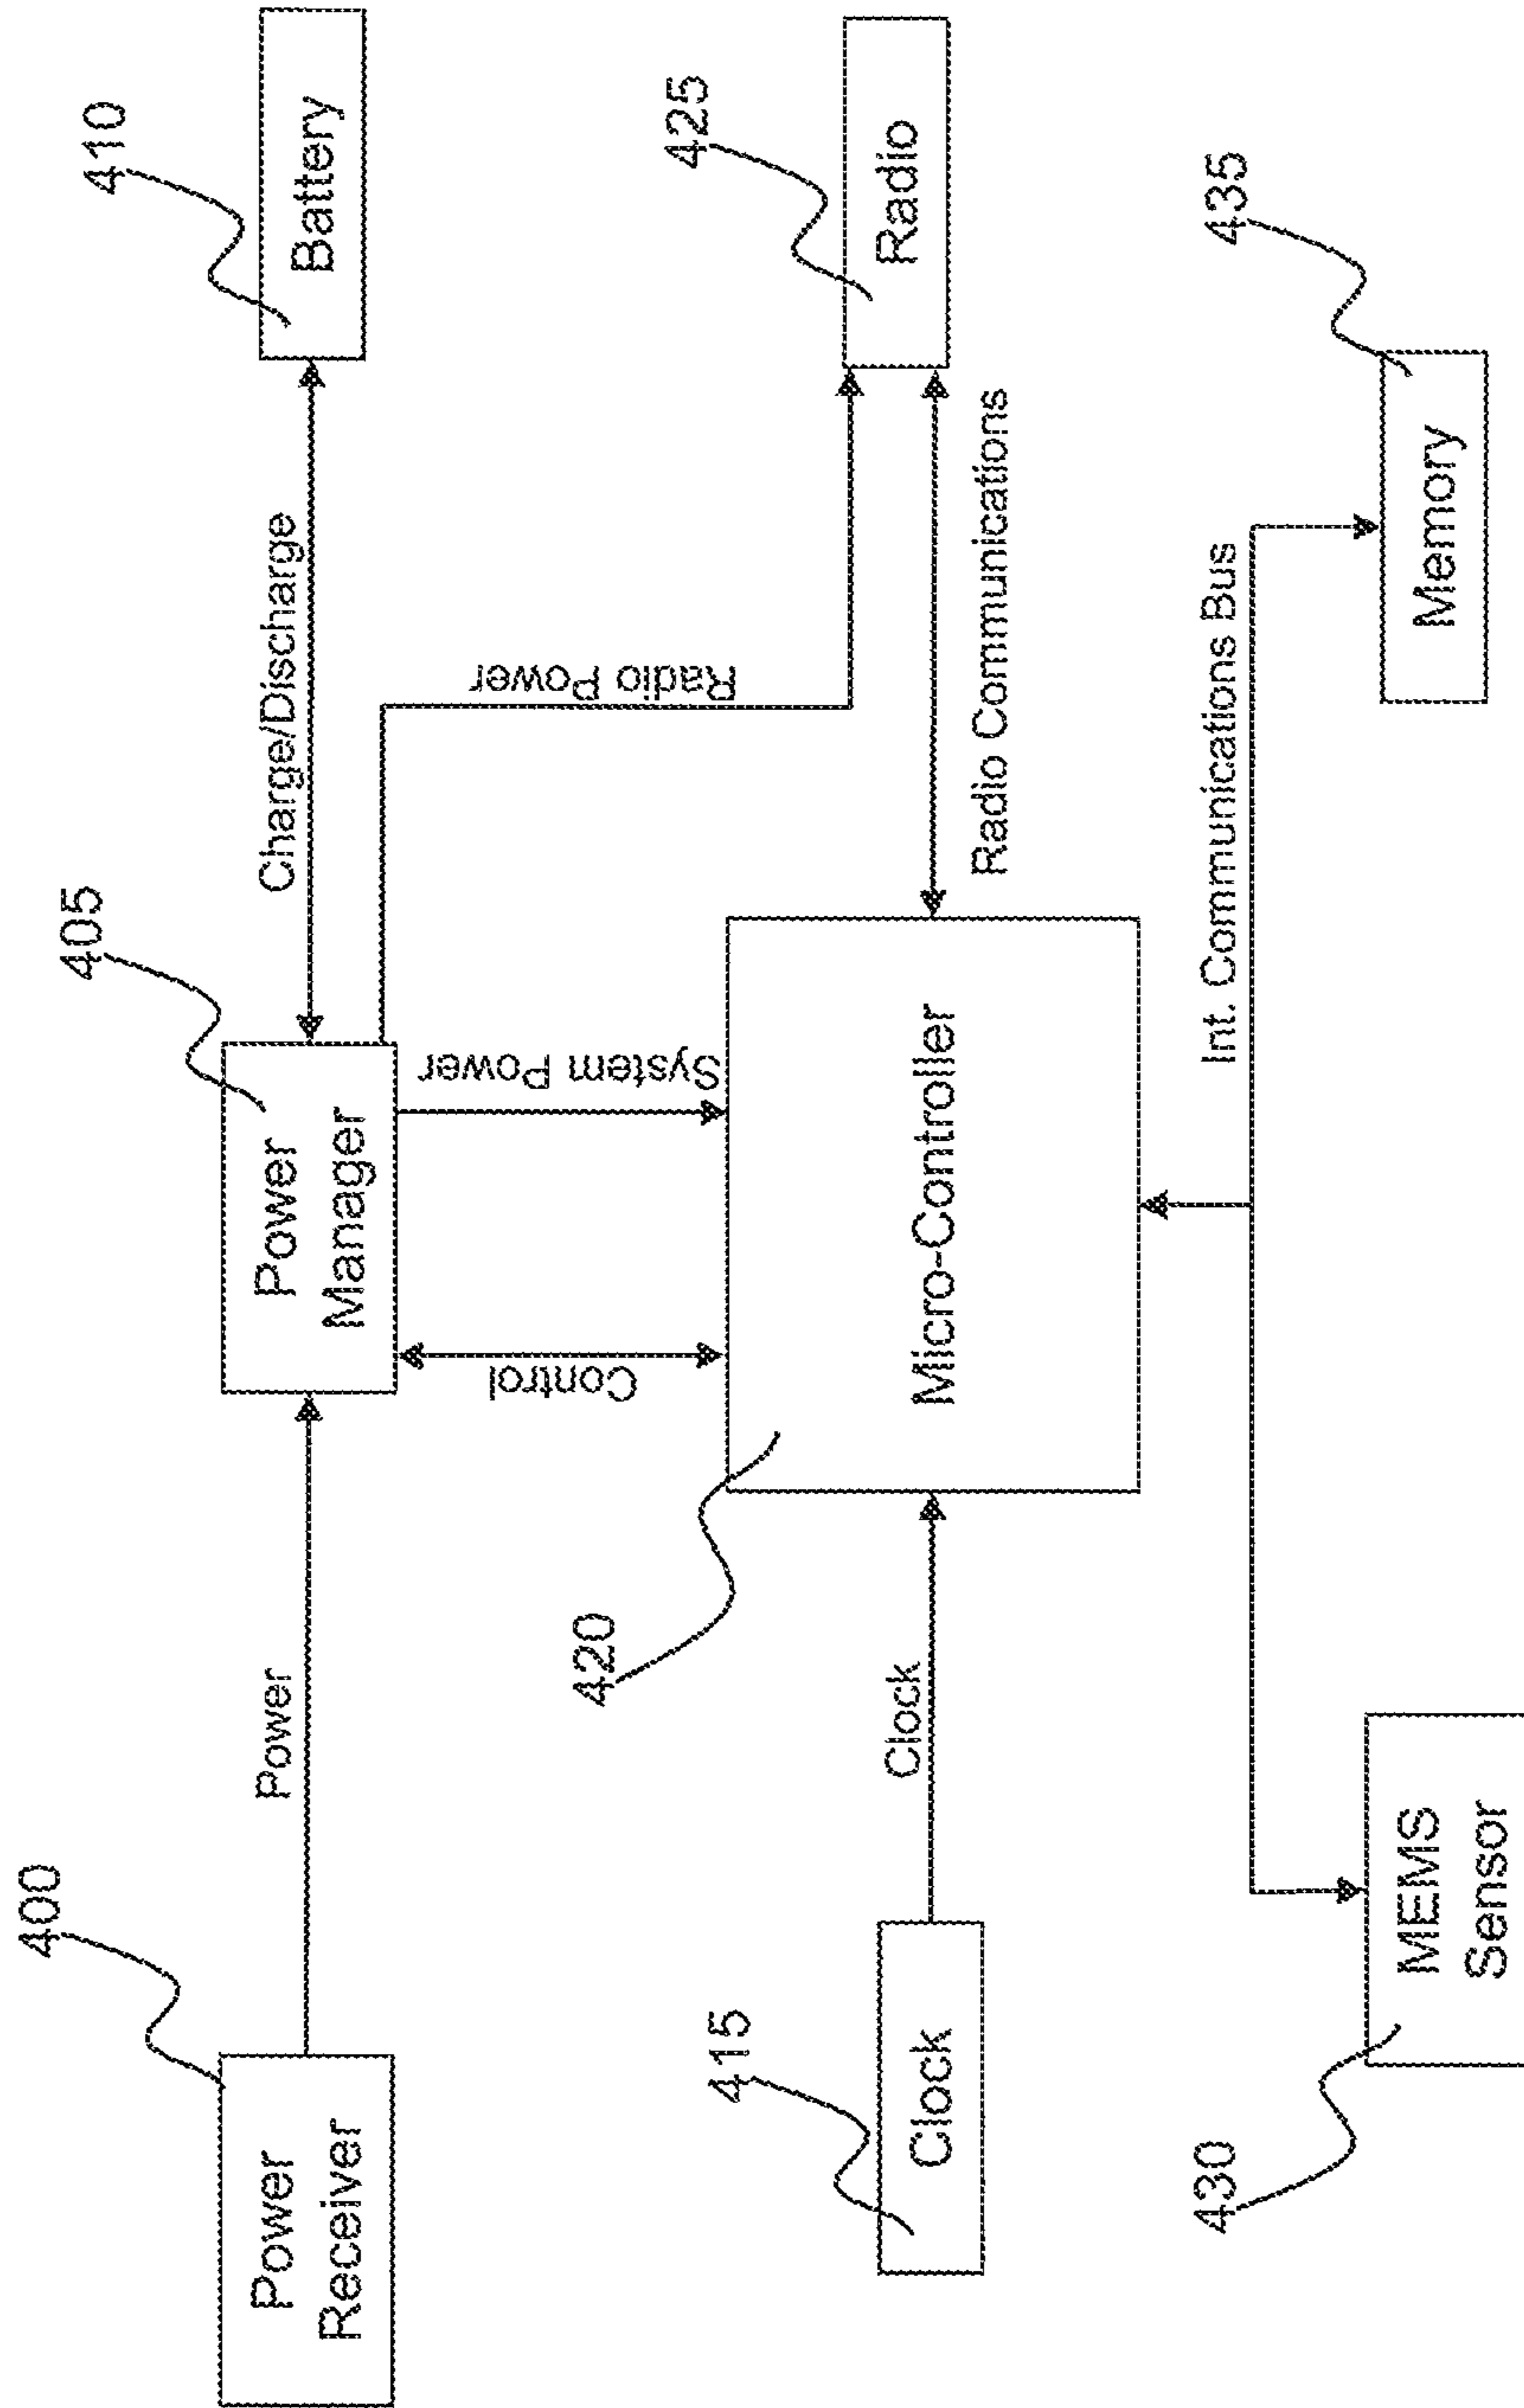 400
Power
Receiver
Power
405
Power
Manager
Charge/Discharge
410
Battery
Control
System Power
Radio Power
415
Clock
Clock
420
Micro-Controller
Radio Communications
425
Radio
430
MEMS
Sensor
Int. Communications Bus
435
Memory